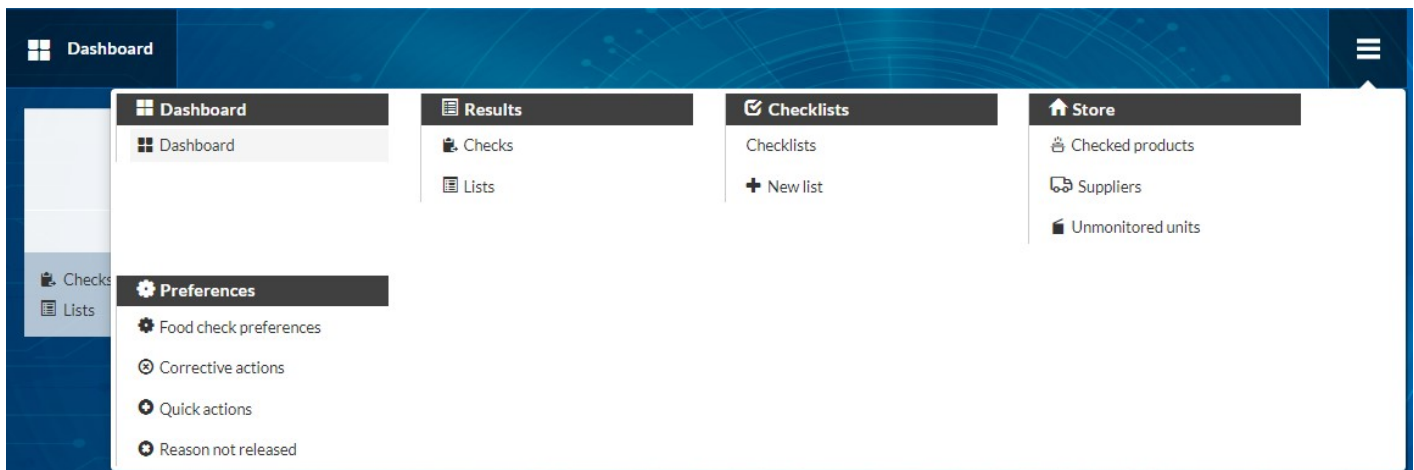 Dashboard
Dashboard
Dashboard
Results
Checks
Lists
Checklists
Checklists
New list
Store
Checked products
Suppliers
Unmonitored units
Checks
Lists
Preferences
Food check preferences
Corrective actions
Quick actions
Reason not released